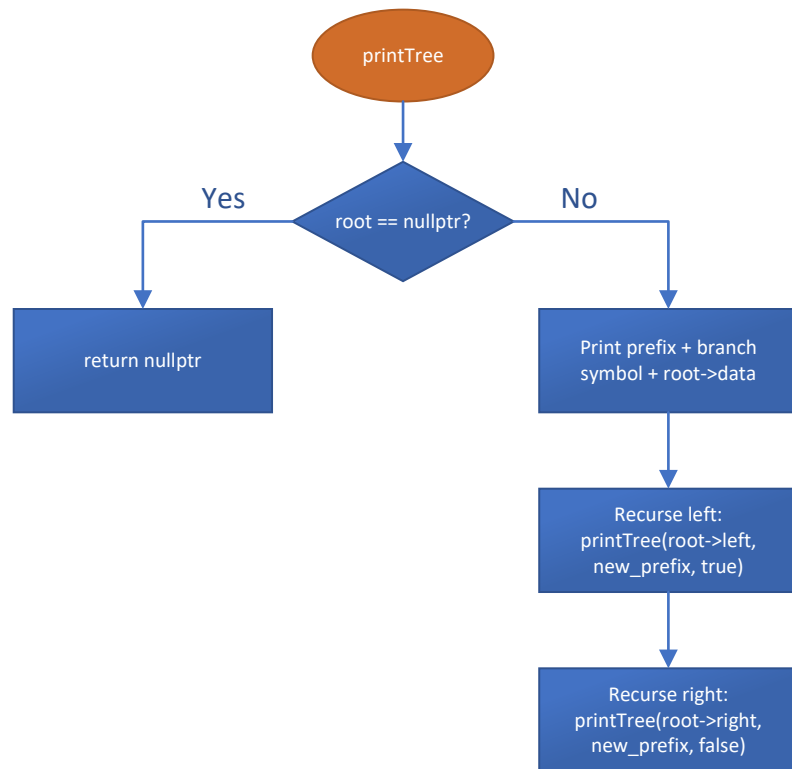 printTree
Yes
root == nullptr?
No
return nullptr
Print prefix + branch
symbol + root->data
Recurse left:
printTree(root->left,
new_prefix, true)
Recurse right:
printTree(root->right,
new_prefix, false)